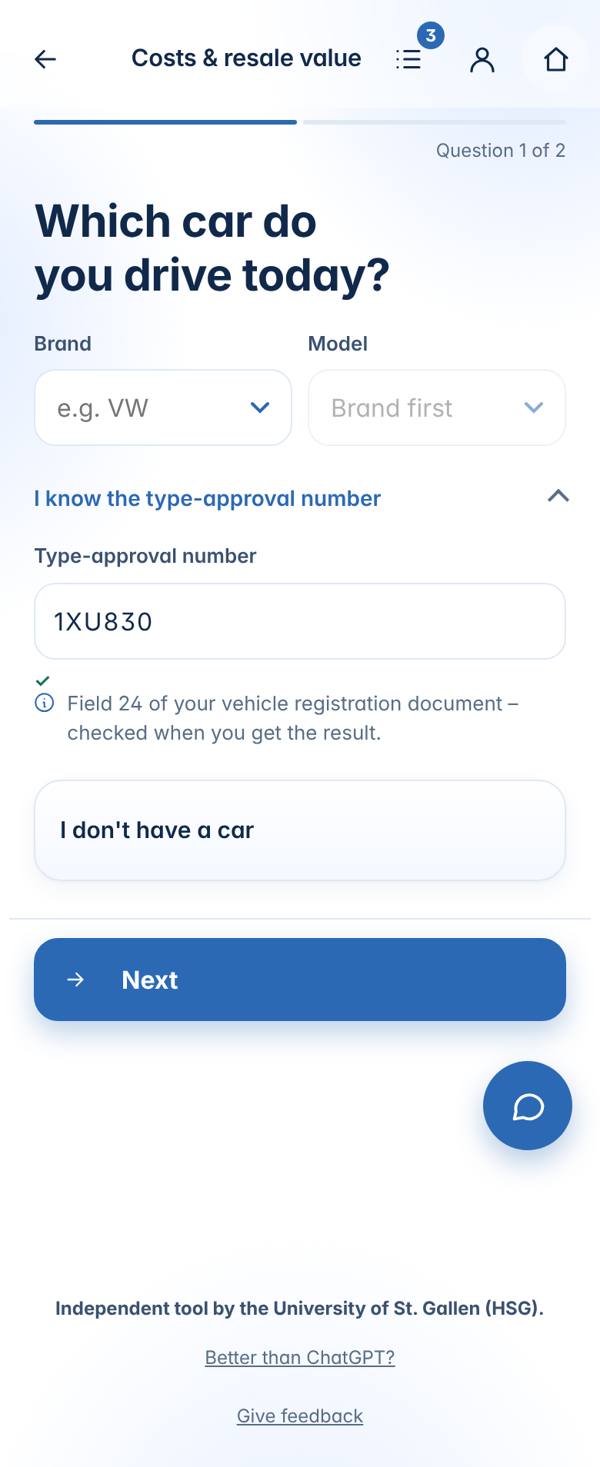 Costs & resale value
3
Question 1 of 2
Which car do
you drive today?
Brand
Model
e.g. VW
Brand first
I know the type-approval number
Type-approval number
1XU830
Field 24 of your vehicle registration document –
checked when you get the result.
I don't have a car
Next
Independent tool by the University of St. Gallen (HSG).
Better than ChatGPT?
Give feedback